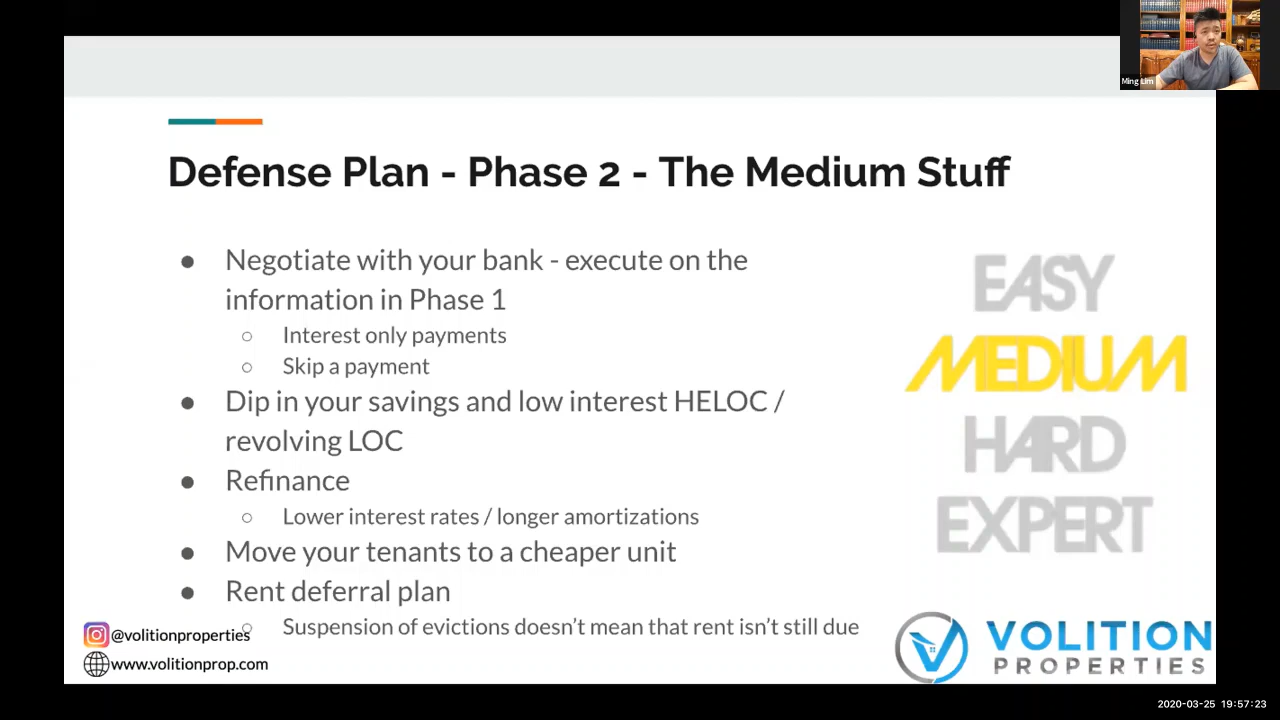 Ming Lim
Defense Plan - Phase 2 - The Medium Stuff
● Negotiate with your bank - execute on the
information in Phase 1
○ Interest only payments
○ Skip a payment
● Dip in your savings and low interest HELOC /
revolving LOC
● Refinance
○ Lower interest rates / longer amortizations
● Move your tenants to a cheaper unit
● Rent deferral plan
○ Suspension of evictions doesn't mean that rent isn't still due
EASY
MEDIUM
HARD
EXPERT
@volitionproperties
www.volitionprop.com
VOLITION
PROPERTIES
2020-03-25 19:57:23